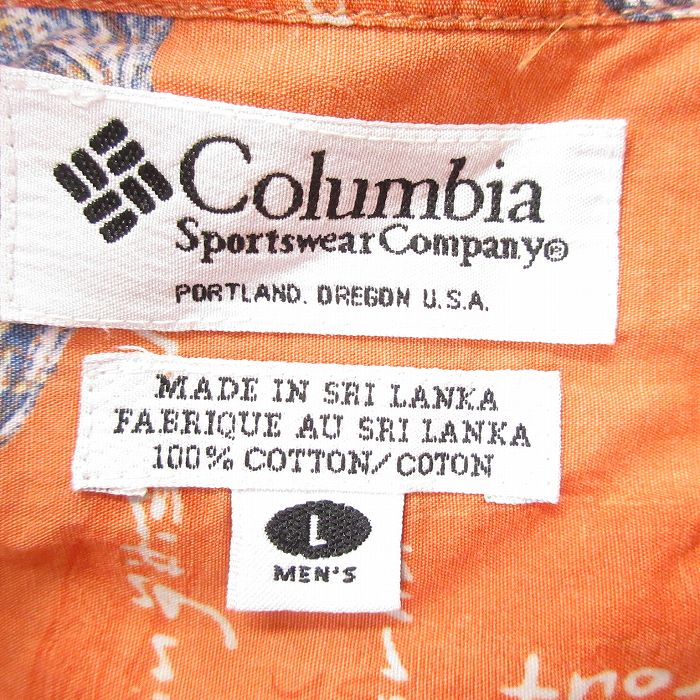 Columbia
Sportswear Company®
PORTLAND, OREGON U.S.A.
MADE IN SRI LANKA
FABRIQUE AU SRI LANKA
100% COTTON/COTON
L
MEN'S